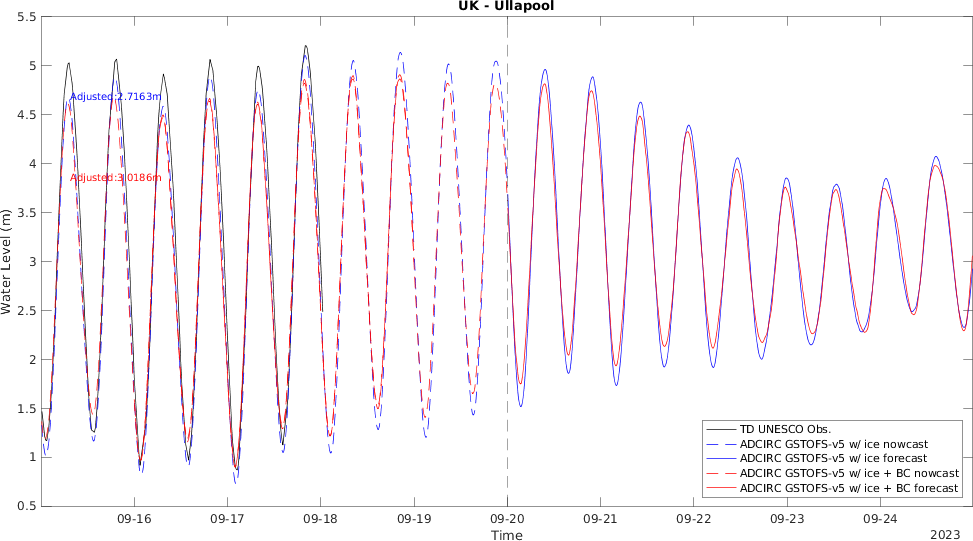 UK - Ullapool
5.5
5
4.5
4
3.5
3
2.5
2
1.5
1
0.5
Water Level (m)
Adjusted:2.7163m
Adjusted:3.0186m
TD UNESCO Obs.
ADCIRC GSTOFS-v5 w/ ice nowcast
ADCIRC GSTOFS-v5 w/ ice forecast
ADCIRC GSTOFS-v5 w/ ice + BC nowcast
ADCIRC GSTOFS-v5 w/ ice + BC forecast
09-16 09-17 09-18 09-19 09-20 09-21 09-22 09-23 09-24
Time
2023